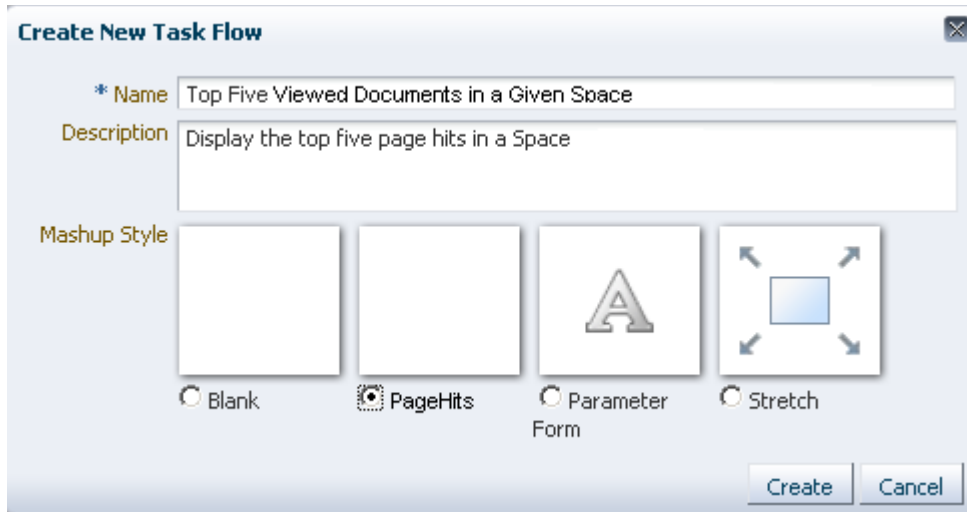 Create New Task Flow
* Name Top Five Viewed Documents in a Given Space
Description Display the top five page hits in a Space
Mashup Style
A
Blank PageHits Parameter Form Stretch
Create Cancel